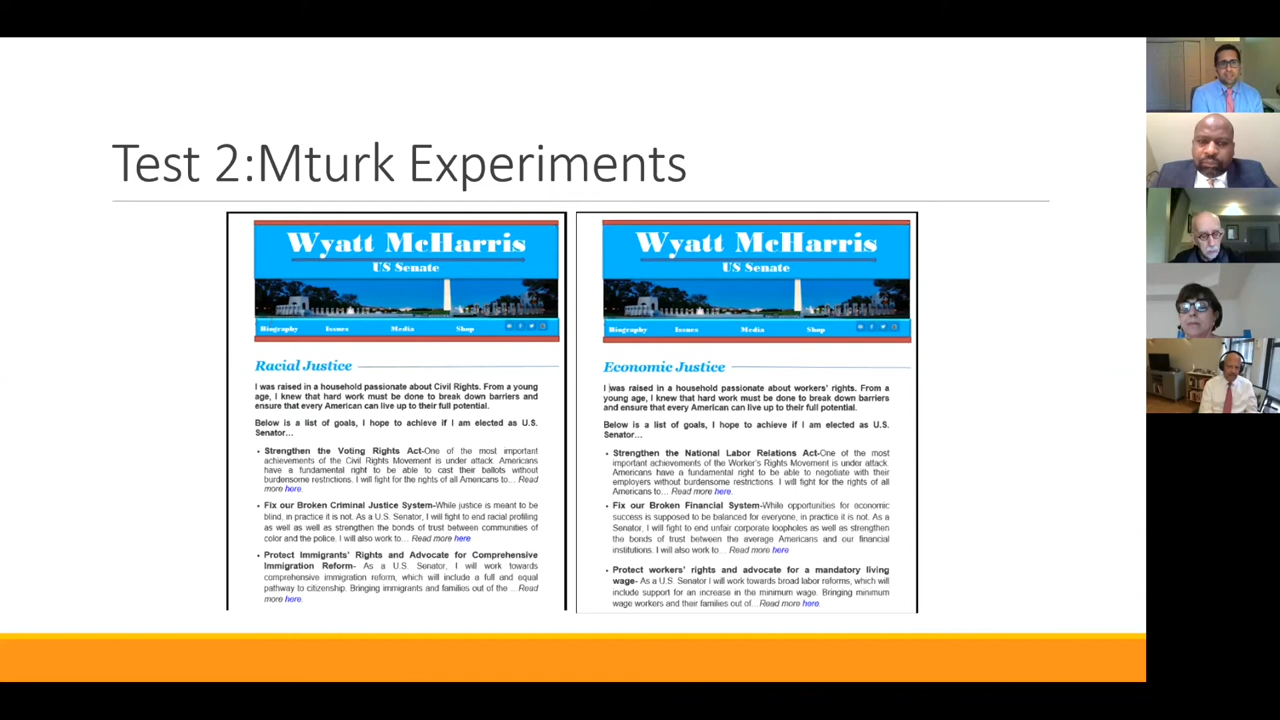 Test 2:Mturk Experiments
Wyatt McHarris
US Senate
Biography Issues Media Shop
Racial Justice
I was raised in a household passionate about Civil Rights. From a young
age, I knew that hard work must be done to break down barriers and
ensure that every American can live up to their full potential.
Below is a list of goals, I hope to achieve if I am elected as U.S.
Senator…
• Strengthen the Voting Rights Act-One of the most important
achievements of the Civil Rights Movement is under attack. Americans
have a fundamental right to be able to cast their ballots without
burdensome restrictions. I will fight for the rights of all Americans to… Read
more here.
• Fix our Broken Criminal Justice System-While justice is meant to be
blind, in practice it is not. As a U.S. Senator, I will fight to end racial profiling
as well as well as strengthen the bonds of trust between communities of
color and the police. I will also work to… Read more here
• Protect Immigrants' Rights and Advocate for Comprehensive
Immigration Reform- As a U.S. Senator, I will work towards
comprehensive immigration reform, which will include a full and equal
pathway to citizenship. Bringing immigrants and families out of the … Read
more here.
Wyatt McHarris
US Senate
Biography Issues Media Shop
Economic Justice
I was raised in a household passionate about workers' rights. From a
young age, I knew that hard work must be done to break down barriers
and ensure that every American can live up to their full potential.
Below is a list of goals, I hope to achieve if I am elected as U.S.
Senator…
• Strengthen the National Labor Relations Act-One of the most
important achievements of the Worker's Rights Movement is under attack.
Americans have a fundamental right to be able to negotiate with their
employers without burdensome restrictions. I will fight for the rights of all
Americans to… Read more here.
• Fix our Broken Financial System-While opportunities for economic
success is supposed to be balanced for everyone, in practice it is not. As a
Senator, I will fight to end unfair corporate loopholes as well as strengthen
the bonds of trust between the average Americans and our financial
institutions. I will also work to… Read more here
• Protect workers' rights and advocate for a mandatory living
wage- As a U.S. Senator I will work towards broad labor reforms, which will
include support for an increase in the minimum wage. Bringing minimum
wage workers and their families out of…Read more here.